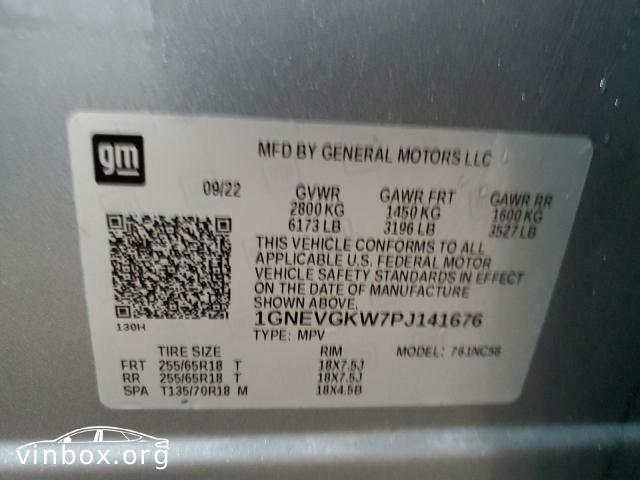 gm
MFD BY GENERAL MOTORS LLC
09/22 GVWR GAWR FRT GAWR RR
2800 KG 1450 KG 1600 KG
6173 LB 3196 LB 3527 LB
THIS VEHICLE CONFORMS TO ALL
APPLICABLE U.S. FEDERAL MOTOR
VEHICLE SAFETY STANDARDS IN EFFECT
ON THE DATE OF MANUFACTURE
SHOWN ABOVE.
1GNEVGKW7PJ141676
130H
TYPE: MPV MODEL: 761NC56
TIRE SIZE RIM
FRT 255/65R18 T 18X7.5J
RR 255/65R18 T 18X7.5J
SPA T135/70R18 M 18X4.5B
vinbox.org